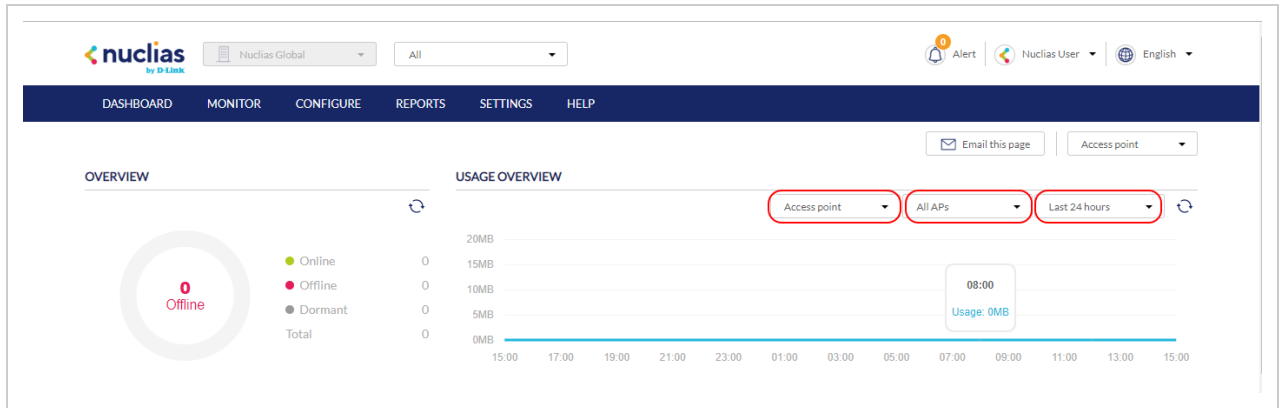 nuclias
by D-Link
Nuclias Global
All
0
Alert
Nuclias User
English
DASHBOARD MONITOR CONFIGURE REPORTS SETTINGS HELP
Email this page
Access point
OVERVIEW
USAGE OVERVIEW
Access point
All APs
Last 24 hours
0
Offline
Online 0
Offline 0
Dormant 0
Total 0
20MB
15MB
10MB
5MB
0MB
08:00
Usage: 0MB
15:00 17:00 19:00 21:00 23:00 01:00 03:00 05:00 07:00 09:00 11:00 13:00 15:00